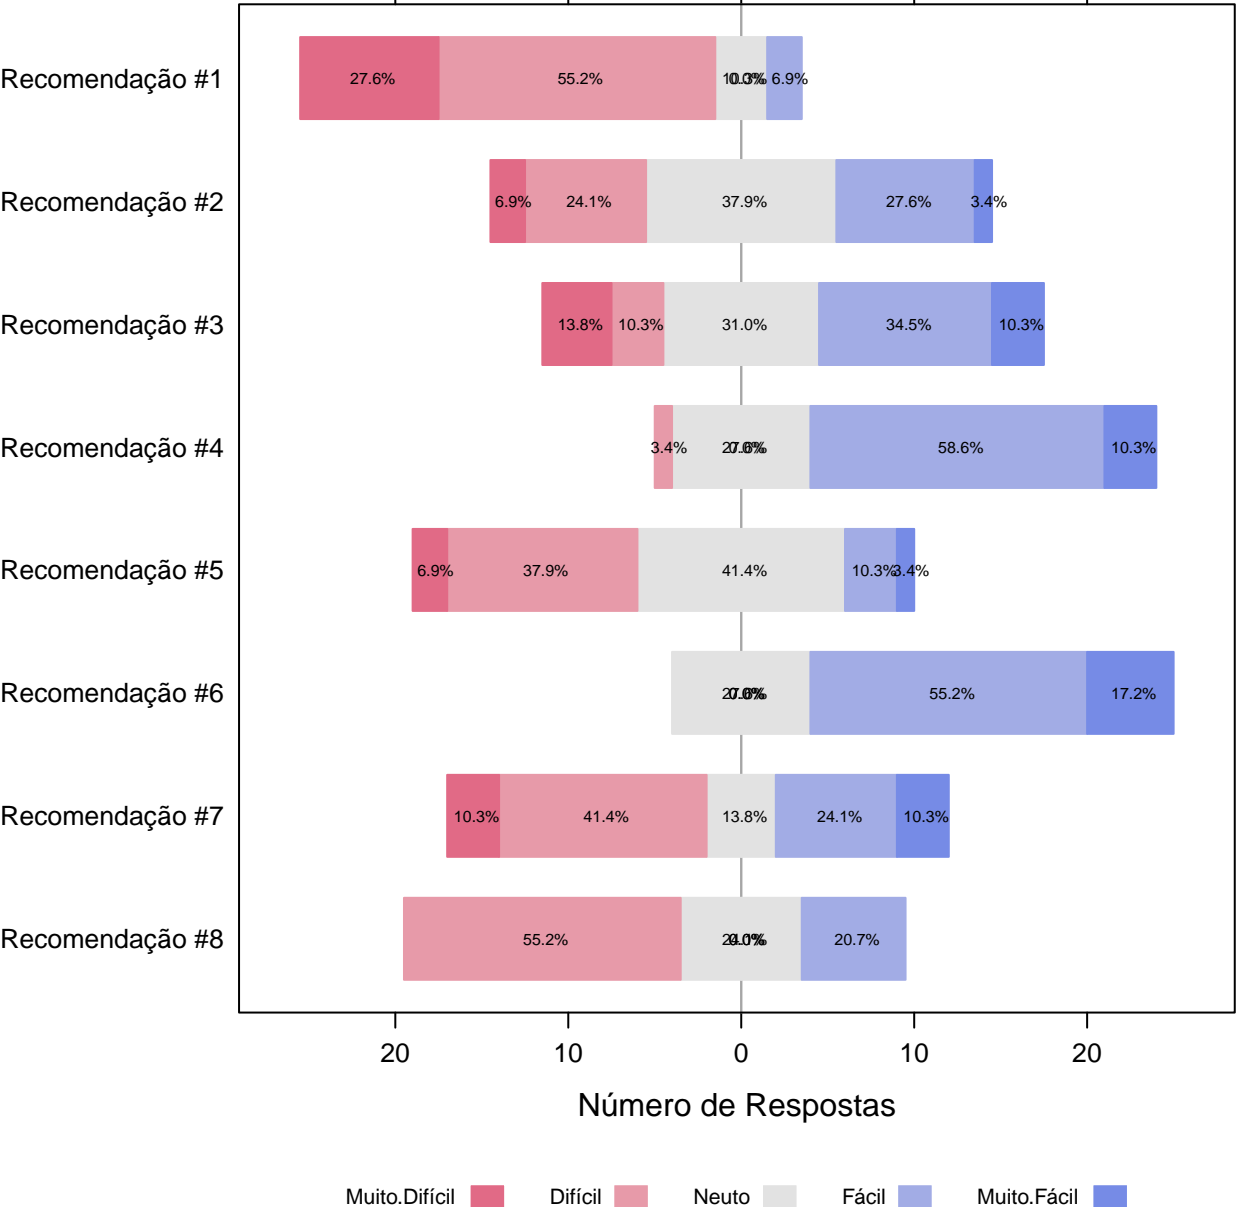 Recomendação #1 27.6% 55.2% 6.9%
Recomendação #2 6.9% 24.1% 37.9% 27.6% 3.4%
Recomendação #3 13.8% 10.3% 31.0% 34.5% 10.3%
Recomendação #4 3.4% 58.6% 10.3%
Recomendação #5 6.9% 37.9% 41.4% 10.3% 3.4%
Recomendação #6 55.2% 17.2%
Recomendação #7 10.3% 41.4% 13.8% 24.1% 10.3%
Recomendação #8 55.2% 20.7%
20 10 0 10 20
Número de Respostas
Muito.Difícil Difícil Neuto Fácil Muito.Fácil